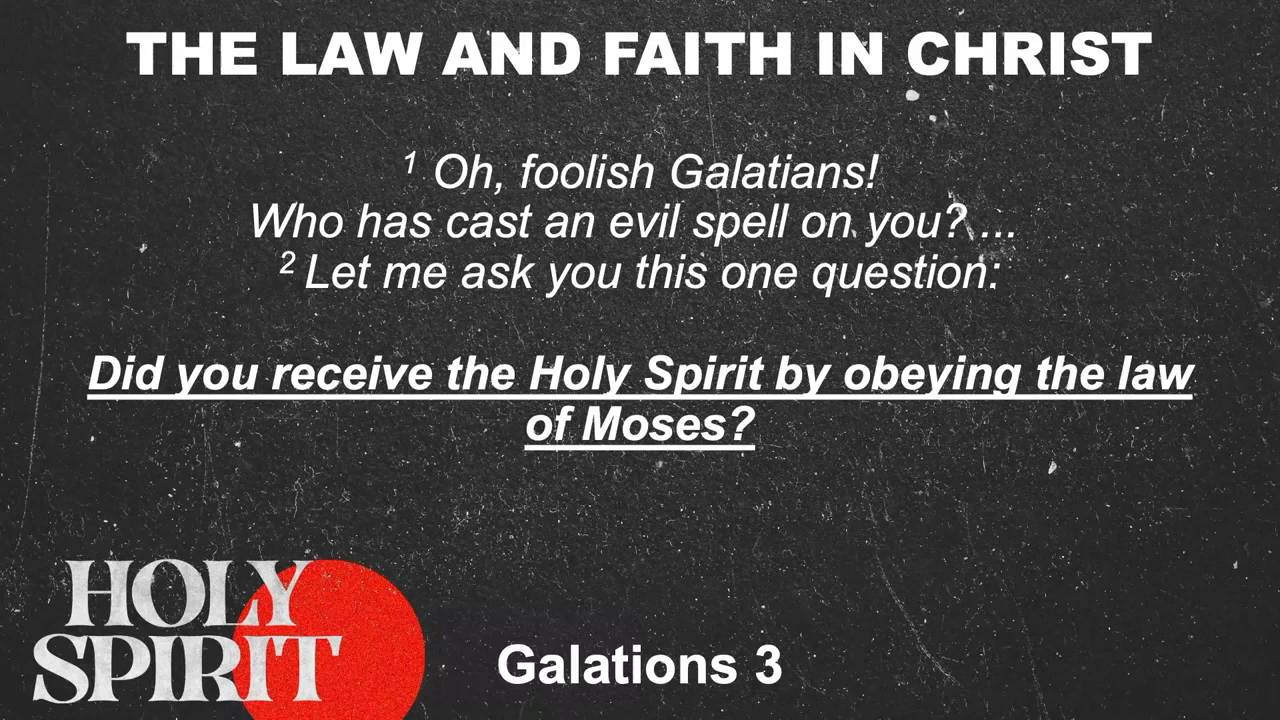 THE LAW AND FAITH IN CHRIST
1 Oh, foolish Galatians!
Who has cast an evil spell on you? ...
2 Let me ask you this one question:
Did you receive the Holy Spirit by obeying the law
of Moses?
HOLY
SPIRIT
Galations 3